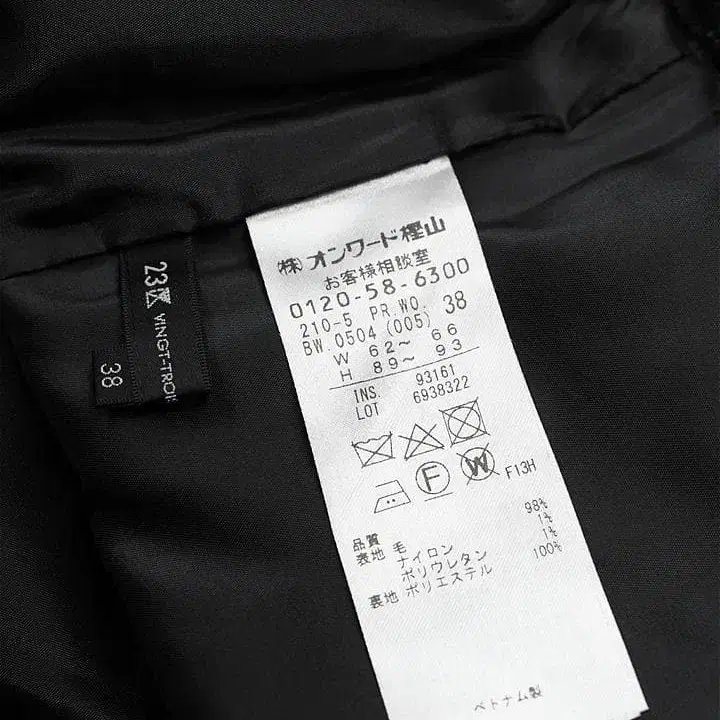 23区
VINGT-TROI
38
(株)オンワード樫山
お客様相談室
0120-58-6300
210-5 PR.WO. 38
BW.0504 (005)
W 62～ 66
H 89～ 93
INS. 93161
LOT 6938322
F
W
F13H
品質
表地 毛 98%
ナイロン 1%
ポリウレタン 1%
裏地 ポリエステル 100%
ベトナム製